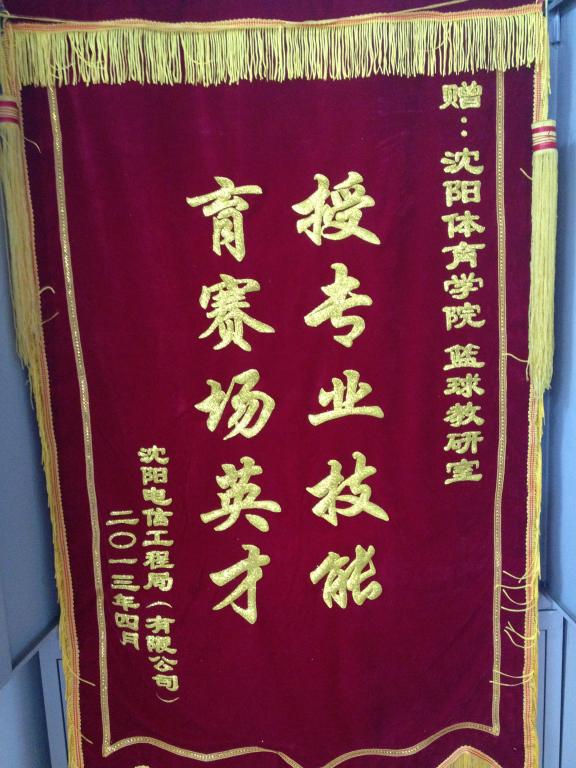 赠：沈阳体育学院 篮球教研室
授专业技能
育赛场英才
沈阳电信工程局（有限公司）
二〇一三年四月